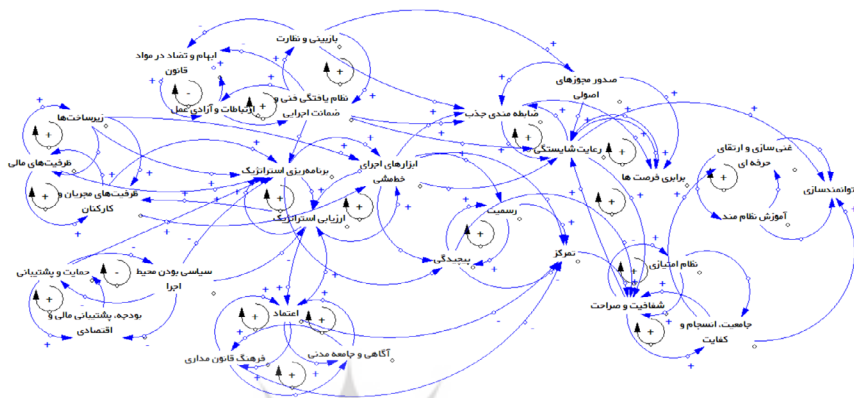 بازبینی و نظارت
ابهام و تضاد در مواد
قانون
ارتباطات و آزادی عمل
نظام یافتگی فنی و
ضمانت اجرایی
صدور مجوزهای
اصولی
ضابطه مندی جذب
رعایت شایستگی
برابری فرصت ها
غنی‌سازی و ارتقای
حرفه ای
توانمندسازی
آموزش نظام مند
زیرساخت‌ها
ظرفیت‌های مالی
ظرفیت‌های مجریان و
کارکنان
برنامه‌ریزی استراتژیک
ابزارهای اجرای
خط‌مشی
ارزیابی استراتژیک
رسمیت
پیچیدگی
تمرکز
نظام امتیازی
شفافیت و صراحت
جامعیت، انسجام و
کفایت
حمایت و پشتیبانی
سیاسی بودن محیط
اجرا
بودجه، پشتیبانی مالی و
اقتصادی
اعتماد
فرهنگ قانون مداری
آگاهی و جامعه مدنی